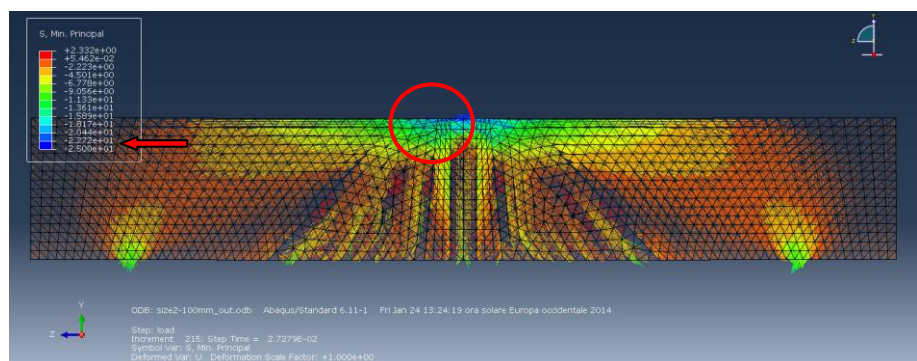 S, Min. Principal
+2.332e+00
+5.462e-02
-2.223e+00
-4.501e+00
-6.778e+00
-9.056e+00
-1.133e+01
-1.361e+01
-1.589e+01
-1.817e+01
-2.044e+01
-2.272e+01
-2.500e+01
Y
Z
Y
Z
ODB: size2-100mm_out.odb Abaqus/Standard 6.11-1 Fri Jan 24 13:24:19 ora solare Europa occidentale 2014
Step: load
Increment 215: Step Time = 2.7279E-02
Symbol Var: S, Min. Principal
Deformed Var: U Deformation Scale Factor: +1.000e+00